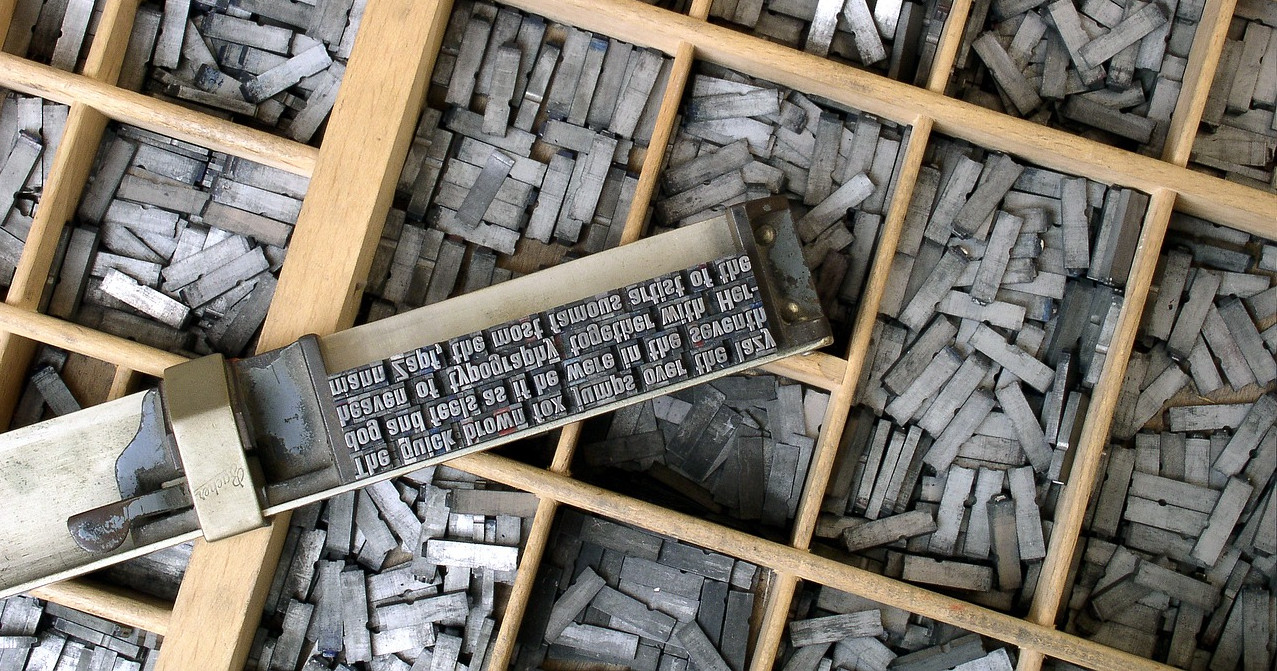 The quick brown fox jumps over the lazy
dog and feels as if he were in the seventh
heaven of typography together with Her-
mann Zapf, the most famous artist of the